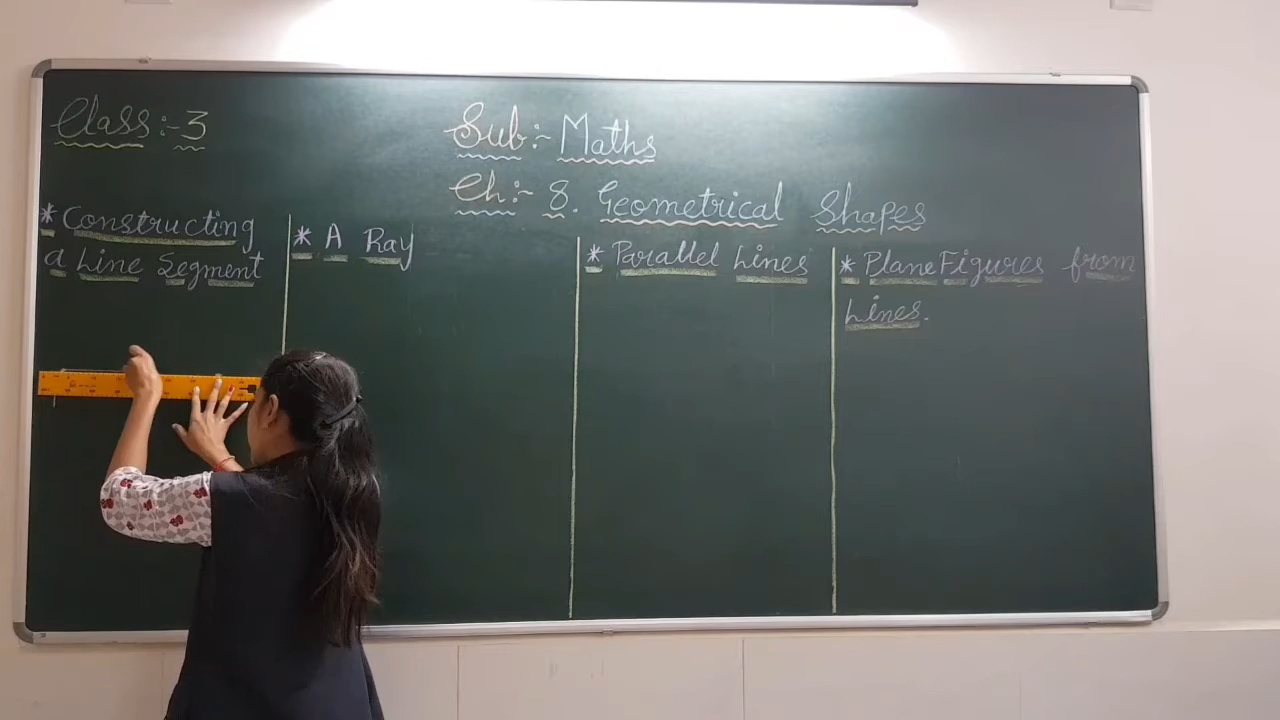 Class:-3
Sub:- Maths
Ch:- 8. Geometrical Shapes
* Constructing
a Line Segment
* A Ray
* Parallel Lines
* Plane Figures from
Lines.